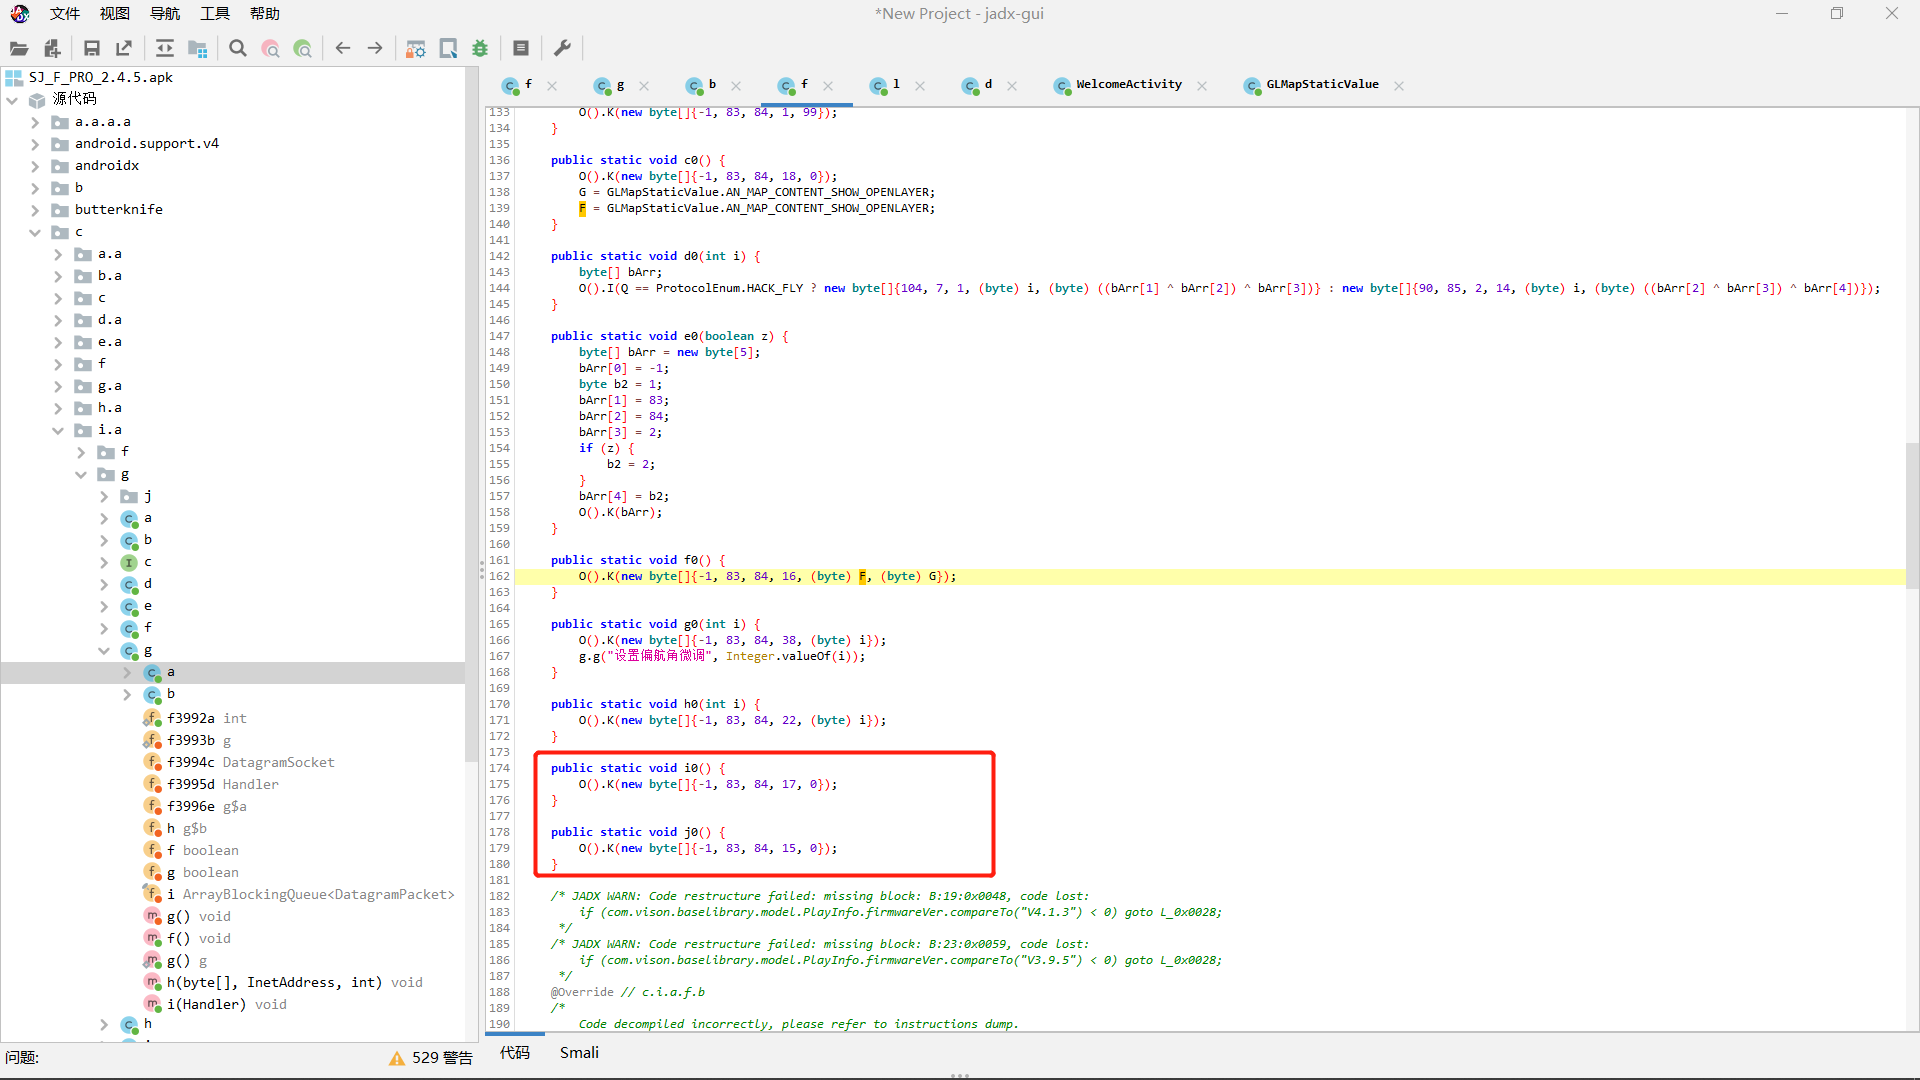 文件 视图 导航 工具 帮助
*New Project - jadx-gui
SJ_F_PRO_2.4.5.apk
源代码
a.a.a.a
android.support.v4
androidx
b
butterknife
c
a.a
b.a
c
d.a
e.a
f
g.a
h.a
i.a
f
g
j
a
b
c
d
e
f
g
a
b
f3992a int
f3993b g
f3994c DatagramSocket
f3995d Handler
f3996e g$a
h g$b
f boolean
g boolean
i ArrayBlockingQueue<DatagramPacket>
g() void
f() void
g() g
h(byte[], InetAddress, int) void
i(Handler) void
h
问题:
529 警告
f g b f l d WelcomeActivity GLMapStaticValue
133 O().K(new byte[]{-1, 83, 84, 1, 99});
134 }
135
136 public static void c0() {
137 O().K(new byte[]{-1, 83, 84, 18, 0});
138 G = GLMapStaticValue.AN_MAP_CONTENT_SHOW_OPENLAYER;
139 F = GLMapStaticValue.AN_MAP_CONTENT_SHOW_OPENLAYER;
140 }
141
142 public static void d0(int i) {
143 byte[] bArr;
144 O().I(Q == ProtocolEnum.HACK_FLY ? new byte[]{104, 7, 1, (byte) i, (byte) ((bArr[1] ^ bArr[2]) ^ bArr[3])} : new byte[]{90, 85, 2, 14, (byte) i, (byte) ((bArr[2] ^ bArr[3]) ^ bArr[4])});
145 }
146
147 public static void e0(boolean z) {
148 byte[] bArr = new byte[5];
149 bArr[0] = -1;
150 byte b2 = 1;
151 bArr[1] = 83;
152 bArr[2] = 84;
153 bArr[3] = 2;
154 if (z) {
155 b2 = 2;
156 }
157 bArr[4] = b2;
158 O().K(bArr);
159 }
160
161 public static void f0() {
162 O().K(new byte[]{-1, 83, 84, 16, (byte) F, (byte) G});
163 }
164
165 public static void g0(int i) {
166 O().K(new byte[]{-1, 83, 84, 38, (byte) i});
167 g.g("设置偏航角微调", Integer.valueOf(i));
168 }
169
170 public static void h0(int i) {
171 O().K(new byte[]{-1, 83, 84, 22, (byte) i});
172 }
173
174 public static void i0() {
175 O().K(new byte[]{-1, 83, 84, 17, 0});
176 }
177
178 public static void j0() {
179 O().K(new byte[]{-1, 83, 84, 15, 0});
180 }
181
182 /* JADX WARN: Code restructure failed: missing block: B:19:0x0048, code lost:
183 if (com.vison.baselibrary.model.PlayInfo.firmwareVer.compareTo("V4.1.3") < 0) goto L_0x0028;
184 */
185 /* JADX WARN: Code restructure failed: missing block: B:23:0x0059, code lost:
186 if (com.vison.baselibrary.model.PlayInfo.firmwareVer.compareTo("V3.9.5") < 0) goto L_0x0028;
187 */
188 @Override // c.i.a.f.b
189 /*
190 Code decompiled incorrectly, please refer to instructions dump.
代码 Smali